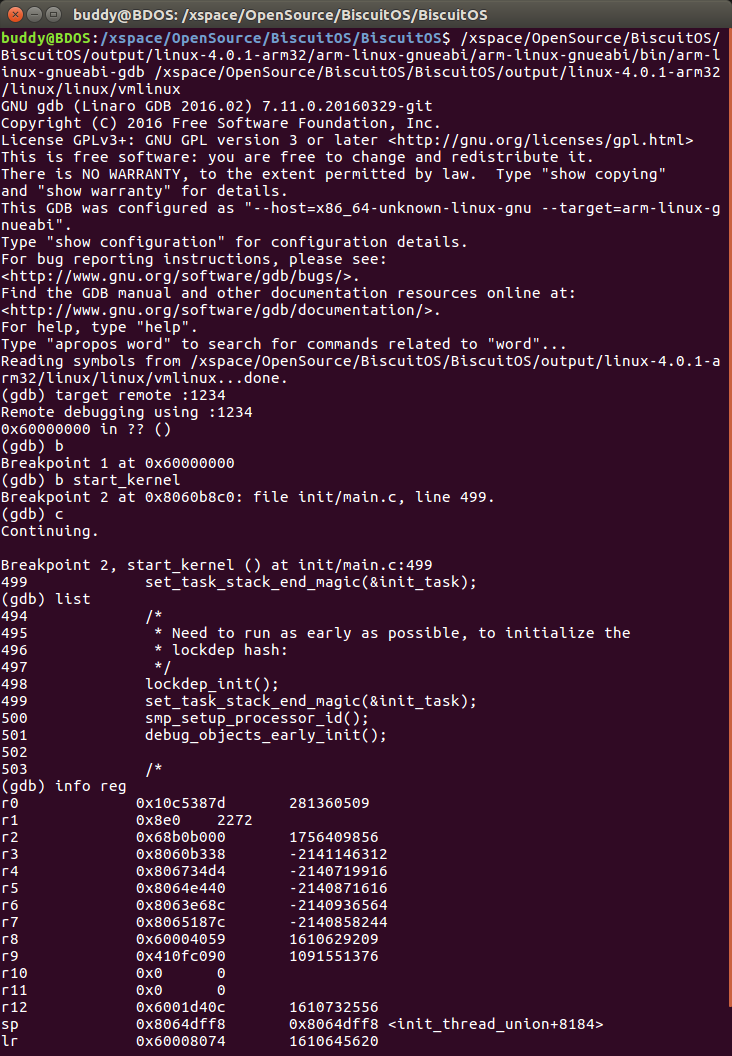 buddy@BDOS: /xspace/OpenSource/BiscuitOS/BiscuitOS
buddy@BDOS:/xspace/OpenSource/BiscuitOS/BiscuitOS$ /xspace/OpenSource/BiscuitOS/
BiscuitOS/output/linux-4.0.1-arm32/arm-linux-gnueabi/arm-linux-gnueabi/bin/arm-l
inux-gnueabi-gdb /xspace/OpenSource/BiscuitOS/BiscuitOS/output/linux-4.0.1-arm32
/linux/linux/vmlinux
GNU gdb (Linaro GDB 2016.02) 7.11.0.20160329-git
Copyright (C) 2016 Free Software Foundation, Inc.
License GPLv3+: GNU GPL version 3 or later <http://gnu.org/licenses/gpl.html>
This is free software: you are free to change and redistribute it.
There is NO WARRANTY, to the extent permitted by law.  Type "show copying"
and "show warranty" for details.
This GDB was configured as "--host=x86_64-unknown-linux-gnu --target=arm-linux-g
nueabi".
Type "show configuration" for configuration details.
For bug reporting instructions, please see:
<http://www.gnu.org/software/gdb/bugs/>.
Find the GDB manual and other documentation resources online at:
<http://www.gnu.org/software/gdb/documentation/>.
For help, type "help".
Type "apropos word" to search for commands related to "word"...
Reading symbols from /xspace/OpenSource/BiscuitOS/BiscuitOS/output/linux-4.0.1-a
rm32/linux/linux/vmlinux...done.
(gdb) target remote :1234
Remote debugging using :1234
0x60000000 in ?? ()
(gdb) b
Breakpoint 1 at 0x60000000
(gdb) b start_kernel
Breakpoint 2 at 0x8060b8c0: file init/main.c, line 499.
(gdb) c
Continuing.
Breakpoint 2, start_kernel () at init/main.c:499
499             set_task_stack_end_magic(&init_task);
(gdb) list
494             /*
495              * Need to run as early as possible, to initialize the
496              * lockdep hash:
497              */
498             lockdep_init();
499             set_task_stack_end_magic(&init_task);
500             smp_setup_processor_id();
501             debug_objects_early_init();
502
503             /*
(gdb) info reg
r0             0x10c5387d       281360509
r1             0x8e0    2272
r2             0x68b0b000       1756409856
r3             0x8060b338       -2141146312
r4             0x806734d4       -2140719916
r5             0x8064e440       -2140871616
r6             0x8063e68c       -2140936564
r7             0x8065187c       -2140858244
r8             0x60004059       1610629209
r9             0x410fc090       1091551376
r10            0x0      0
r11            0x0      0
r12            0x6001d40c       1610732556
sp             0x8064dff8       0x8064dff8 <init_thread_union+8184>
lr             0x60008074       1610645620